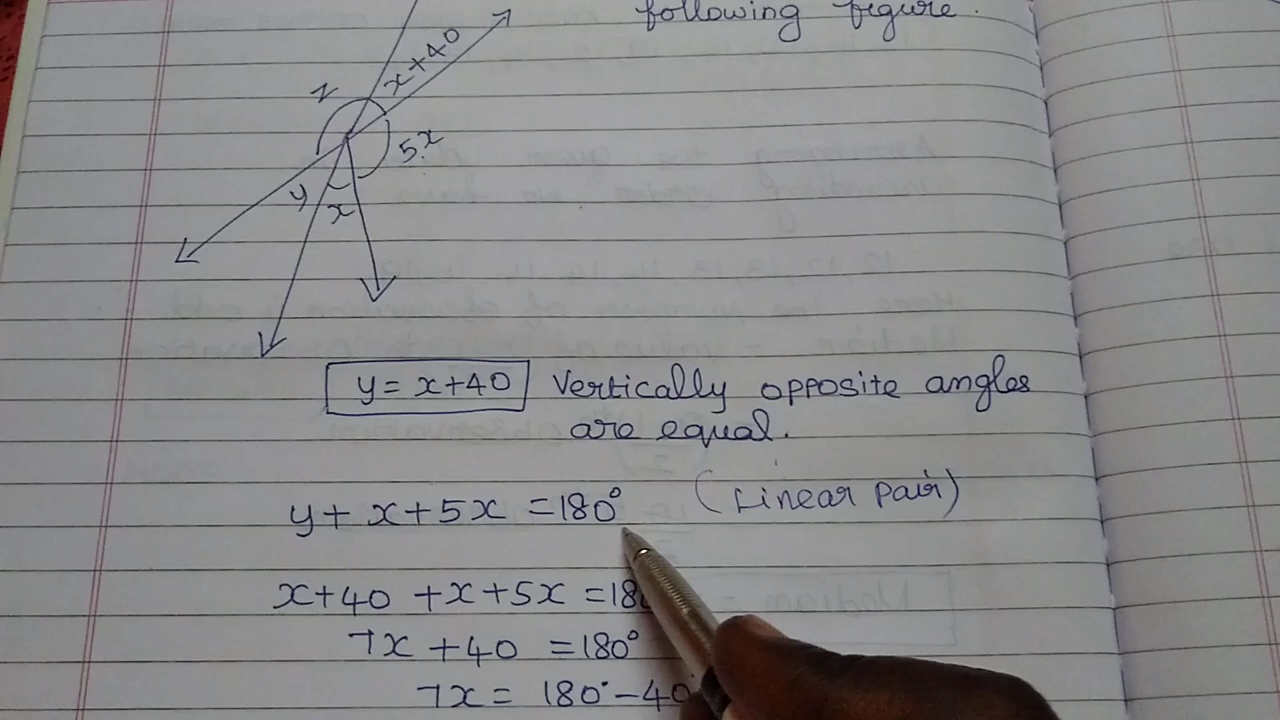 following figure.
x+40
z
5x
y
x
y = x+40 Vertically opposite angles
are equal.
y + x + 5x = 180° (Linear pair)
x+40 + x + 5x = 18
7x + 40 = 180°
7x = 180° - 40